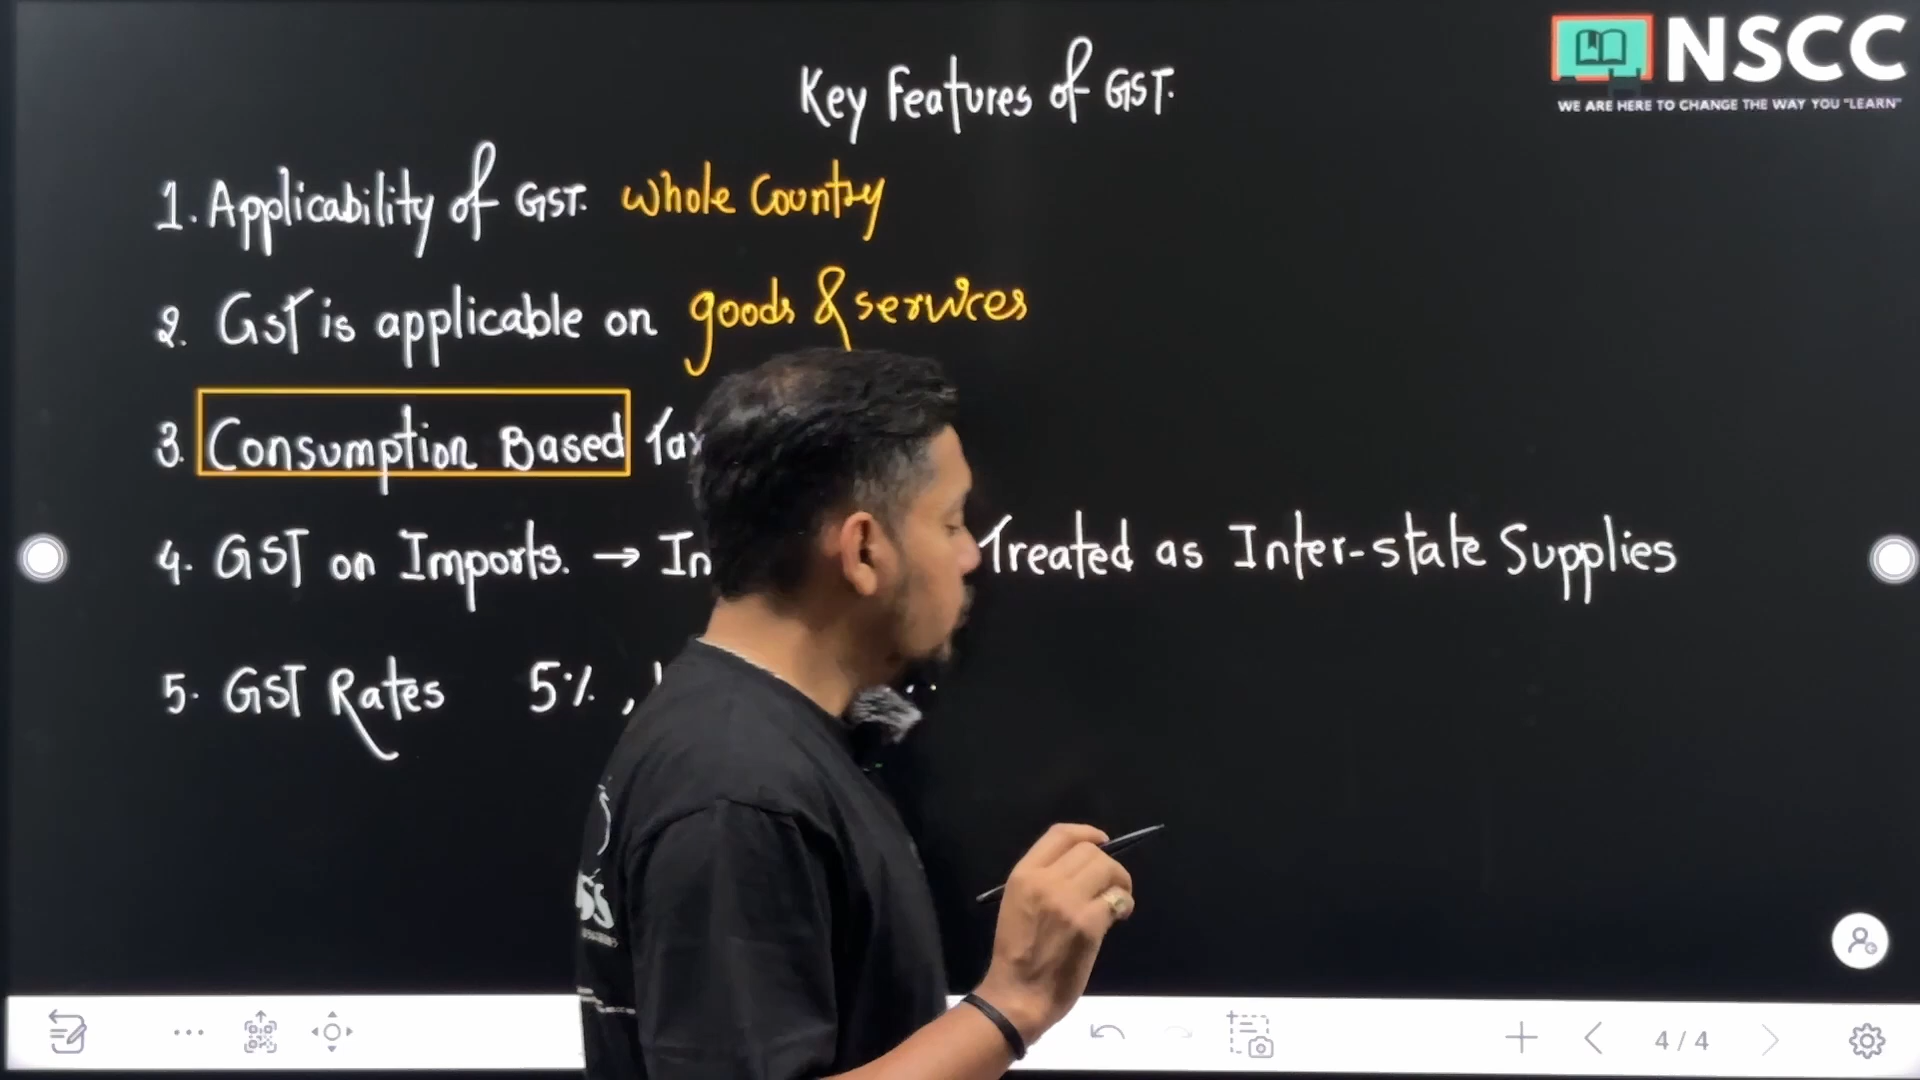 NSCC
WE ARE HERE TO CHANGE THE WAY YOU "LEARN"
Key Features of GST.
1. Applicability of GST. Whole Country
2. GST is applicable on goods & services
3. Consumption Based
4. GST on Imports. → Treated as Inter-state Supplies
5. GST Rates 5%,
4/4